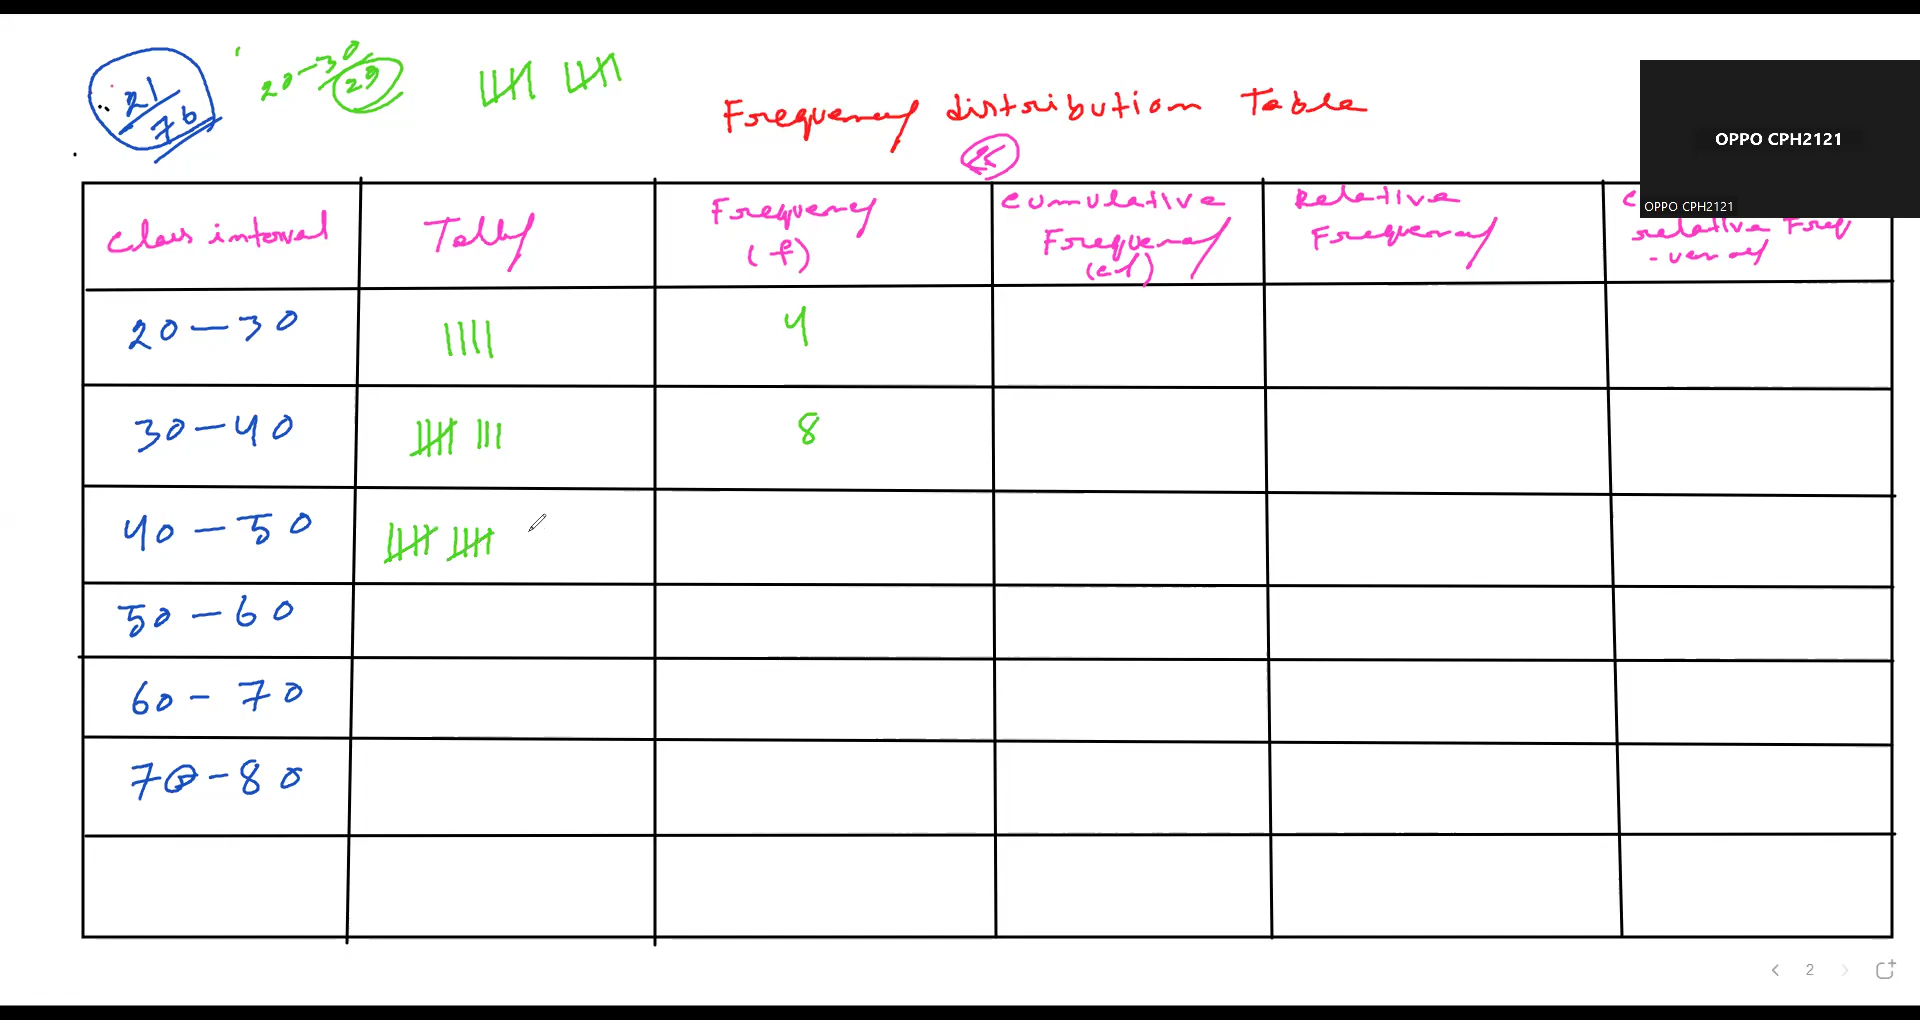 21
76
20-30
29
Frequency distribution Table
25
OPPO CPH2121
OPPO CPH2121
Class interval
Tally
Frequency
(f)
Cumulative
Frequency
(cf)
Relative
Frequency
C
relative Freq
-uency
20-30
4
30-40
8
40-50
50-60
60-70
70-80
2